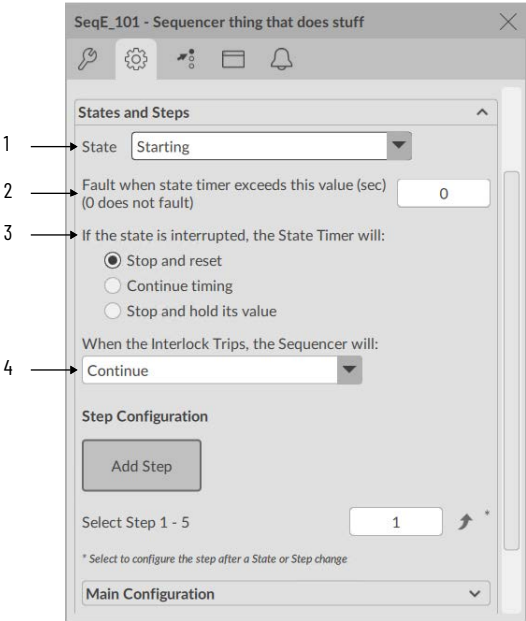 SeqE_101 - Sequencer thing that does stuff
States and Steps
1
State Starting
2
Fault when state timer exceeds this value (sec)
(0 does not fault)
0
3
If the state is interrupted, the State Timer will:
Stop and reset
Continue timing
Stop and hold its value
When the Interlock Trips, the Sequencer will:
4
Continue
Step Configuration
Add Step
Select Step 1 - 5 1 *
* Select to configure the step after a State or Step change
Main Configuration